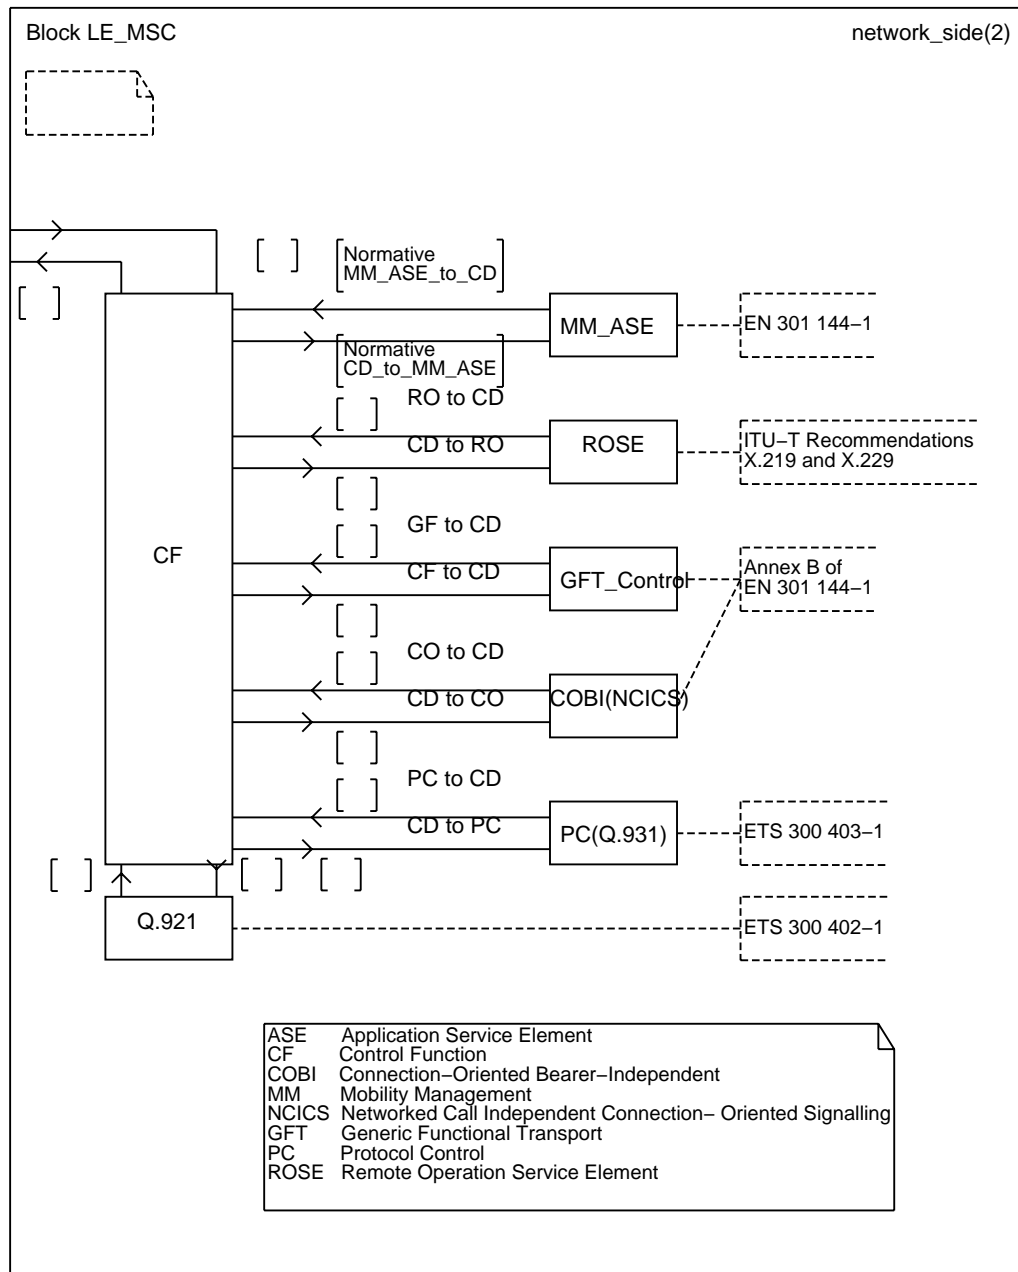 Block LE_MSC
network_side(2)
Normative
MM_ASE_to_CD
MM_ASE
EN 301 144−1
Normative
CD_to_MM_ASE
RO to CD
CD to RO
ROSE
ITU−T Recommendations
X.219 and X.229
GF to CD
CF
CF to CD
GFT_Control
Annex B of
EN 301 144−1
CO to CD
CD to CO
COBI(NCICS)
PC to CD
CD to PC
PC(Q.931)
ETS 300 403−1
Q.921
ETS 300 402−1
ASE Application Service Element
CF Control Function
COBI Connection−Oriented Bearer−Independent
MM Mobility Management
NCICS Networked Call Independent Connection− Oriented Signalling
GFT Generic Functional Transport
PC Protocol Control
ROSE Remote Operation Service Element